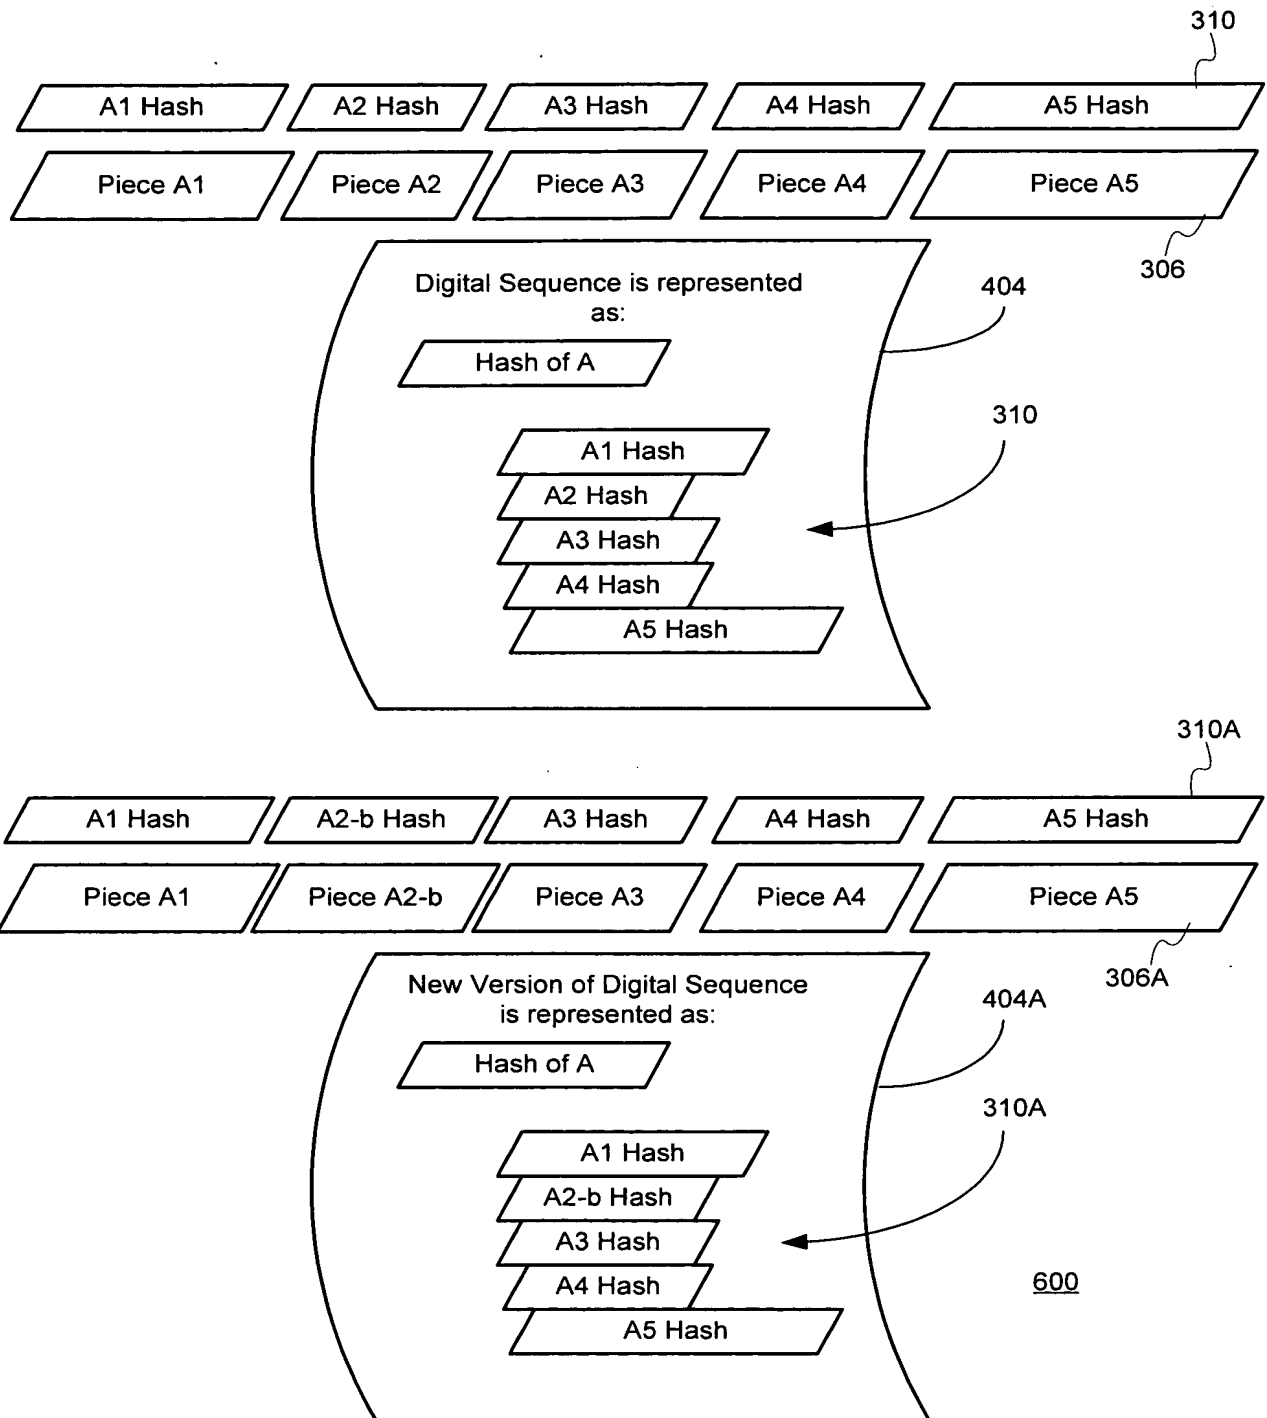 310
A1 Hash
A2 Hash
A3 Hash
A4 Hash
A5 Hash
Piece A1
Piece A2
Piece A3
Piece A4
Piece A5
306
Digital Sequence is represented
as:
404
Hash of A
310
A1 Hash
A2 Hash
A3 Hash
A4 Hash
A5 Hash
310A
A1 Hash
A2-b Hash
A3 Hash
A4 Hash
A5 Hash
Piece A1
Piece A2-b
Piece A3
Piece A4
Piece A5
306A
New Version of Digital Sequence
is represented as:
404A
Hash of A
310A
A1 Hash
A2-b Hash
A3 Hash
A4 Hash
A5 Hash
600